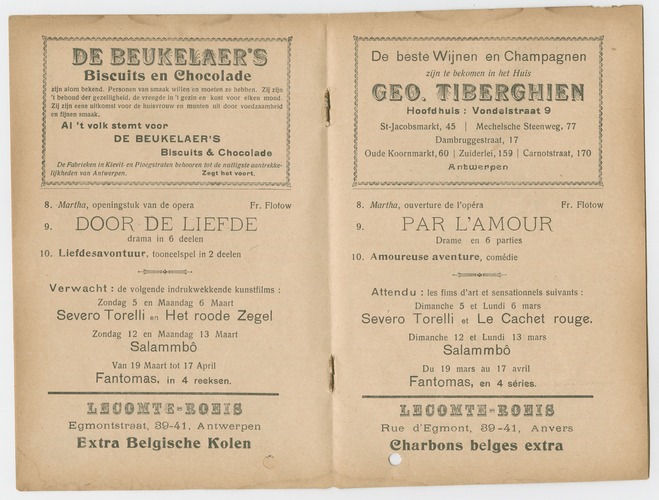 DE BEUKELAER'S
Biscuits en Chocolade
zijn alom bekend. Personen van smaak willen en moeten ze hebben. Zij zijn
't behoud der gezelligheid, de vreugde in 't gezin en kost voor elken mond.
Zij zijn eene uitkomst voor de huisvrouw en munten uit door voedzaamheid
en fijnen smaak.
Al 't volk stemt voor
DE BEUKELAER'S
Biscuits & Chocolade
De Fabrieken in Klevit- en Ploegstraten behooren tot de nuttigste aantrekke-
lijkheden van Antwerpen. Zegt het voort.
8. Martha, openingstuk van de opera Fr. Flotow
9. DOOR DE LIEFDE
drama in 6 deelen
10. Liefdesavontuur, tooneelspel in 2 deelen
Verwacht : de volgende indrukwekkende kunstfilms :
Zondag 5 en Maandag 6 Maart
Severo Torelli en Het roode Zegel
Zondag 12 en Maandag 13 Maart
Salammbô
Van 19 Maart tot 17 April
Fantomas, in 4 reeksen.
LECOMTE-ROEIS
Egmontstraat, 39-41, Antwerpen
Extra Belgische Kolen
De beste Wijnen en Champagnen
zijn te bekomen in het Huis
GEO. TIBERGHIEN
Hoofdhuis : Vondelstraat 9
St-Jacobsmarkt, 45 | Mechelsche Steenweg, 77
Dambruggestraat, 17
Oude Koornmarkt, 60 | Zuiderlei, 159 | Carnotstraat, 170
Antwerpen
8. Martha, ouverture de l'opéra Fr. Flotow
9. PAR L'AMOUR
Drame en 6 parties
10. Amoureuse aventure, comédie
Attendu : les fims d'art et sensationnels suivants :
Dimanche 5 et Lundi 6 mars
Severo Torelli et Le Cachet rouge.
Dimanche 12 et Lundi 13 mars
Salammbô
Du 19 mars au 17 avril
Fantomas, en 4 séries.
LECOMTE-ROEIS
Rue d'Egmont, 39-41, Anvers
Charbons belges extra